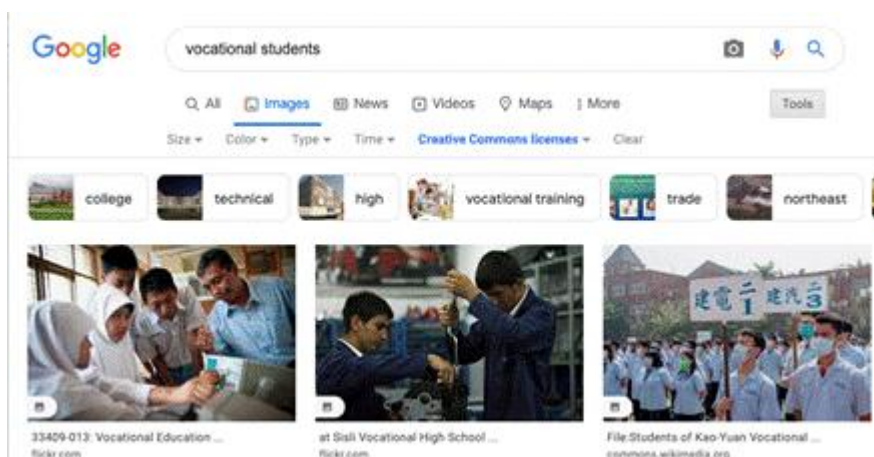 Google
vocational students
All Images News Videos Maps More Tools
Size Color Type Time Creative Commons licenses Clear
college technical high vocational training trade northeast
建電二1 建汽二3
33409-013: Vocational Education ... at Sisli Vocational High School ... File:Students of Kao-Yuan Vocational ...
flickr.com flickr.com commons.wikimedia.org